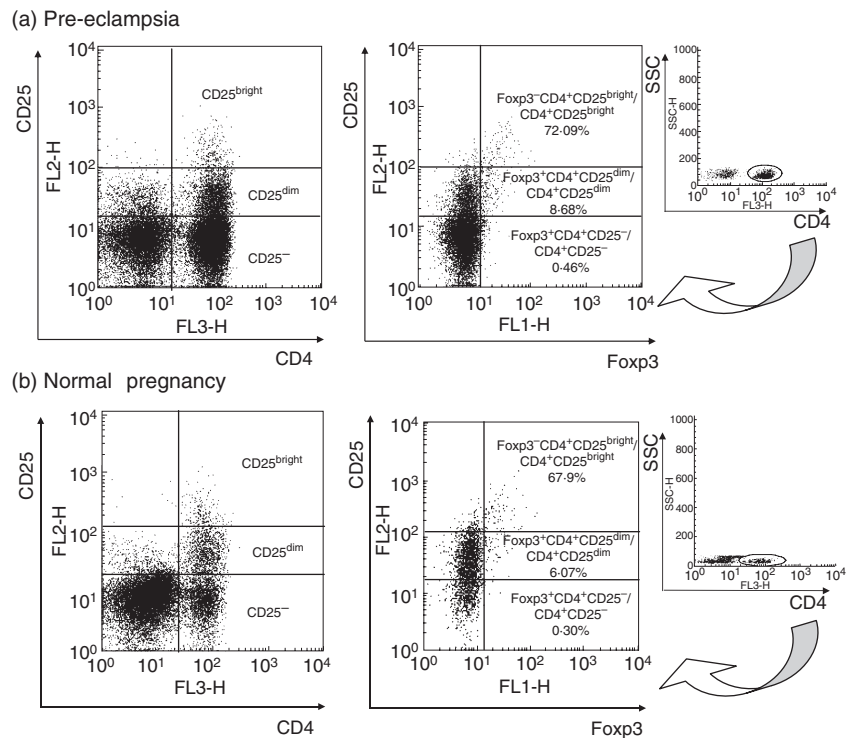 (a) Pre-eclampsia
CD25
FL2-H
10⁴
10³
10²
10¹
10⁰
CD25ᵇʳⁱᵍʰᵗ
CD25ᵈⁱᵐ
CD25⁻
10⁰ 10¹ 10² 10³ 10⁴
FL3-H
CD4
CD25
FL2-H
10⁴
10³
10²
10¹
10⁰
Foxp3⁻CD4⁺CD25ᵇʳⁱᵍʰᵗ/
CD4⁺CD25ᵇʳⁱᵍʰᵗ
72·09%
Foxp3⁺CD4⁺CD25ᵈⁱᵐ/
CD4⁺CD25ᵈⁱᵐ
8·68%
Foxp3⁺CD4⁺CD25⁻/
CD4⁺CD25⁻
0·46%
10⁰ 10¹ 10² 10³ 10⁴
FL1-H
Foxp3
SSC
SSC-H
1000
800
600
400
200
0
10⁰ 10¹ 10² 10³ 10⁴
FL3-H
CD4
(b) Normal pregnancy
CD25
FL2-H
10⁴
10³
10²
10¹
10⁰
CD25ᵇʳⁱᵍʰᵗ
CD25ᵈⁱᵐ
CD25⁻
10⁰ 10¹ 10² 10³ 10⁴
FL3-H
CD4
CD25
FL2-H
10⁴
10³
10²
10¹
10⁰
Foxp3⁻CD4⁺CD25ᵇʳⁱᵍʰᵗ/
CD4⁺CD25ᵇʳⁱᵍʰᵗ
67·9%
Foxp3⁺CD4⁺CD25ᵈⁱᵐ/
CD4⁺CD25ᵈⁱᵐ
6·07%
Foxp3⁺CD4⁺CD25⁻/
CD4⁺CD25⁻
0·30%
10⁰ 10¹ 10² 10³ 10⁴
FL1-H
Foxp3
SSC
SSC-H
1000
800
600
400
200
0
10⁰ 10¹ 10² 10³ 10⁴
FL3-H
CD4